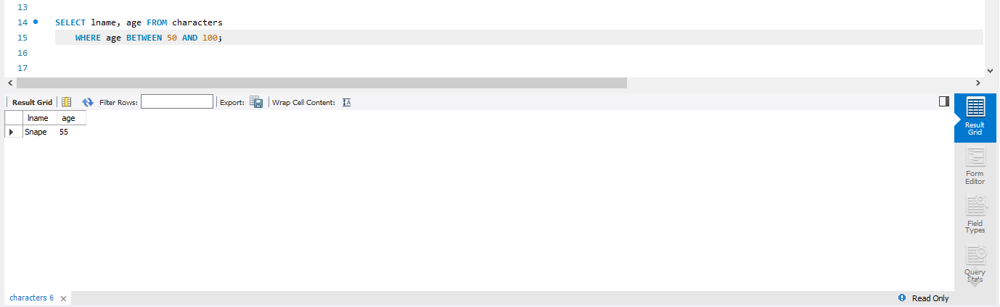 13
14 SELECT lname, age FROM characters
15 WHERE age BETWEEN 50 AND 100;
16
17
Result Grid Filter Rows: Export: Wrap Cell Content:
lname age
Snape 55
Result
Grid
Form
Editor
Field
Types
Query
Stats
characters 6
Read Only